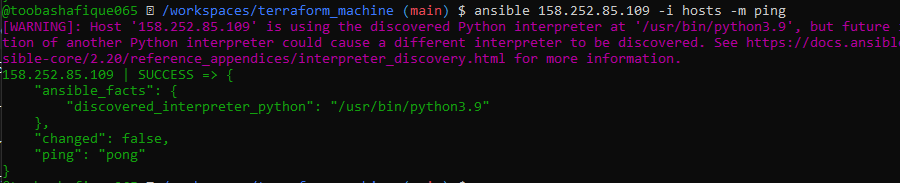 @toobashafique065 /workspaces/terraform_machine (main) $ ansible 158.252.85.109 -i hosts -m ping
[WARNING]: Host '158.252.85.109' is using the discovered Python interpreter at '/usr/bin/python3.9', but future
tion of another Python interpreter could cause a different interpreter to be discovered. See https://docs.ansibl
sible-core/2.20/reference_appendices/interpreter_discovery.html for more information.
158.252.85.109 | SUCCESS => {
    "ansible_facts": {
        "discovered_interpreter_python": "/usr/bin/python3.9"
    },
    "changed": false,
    "ping": "pong"
}